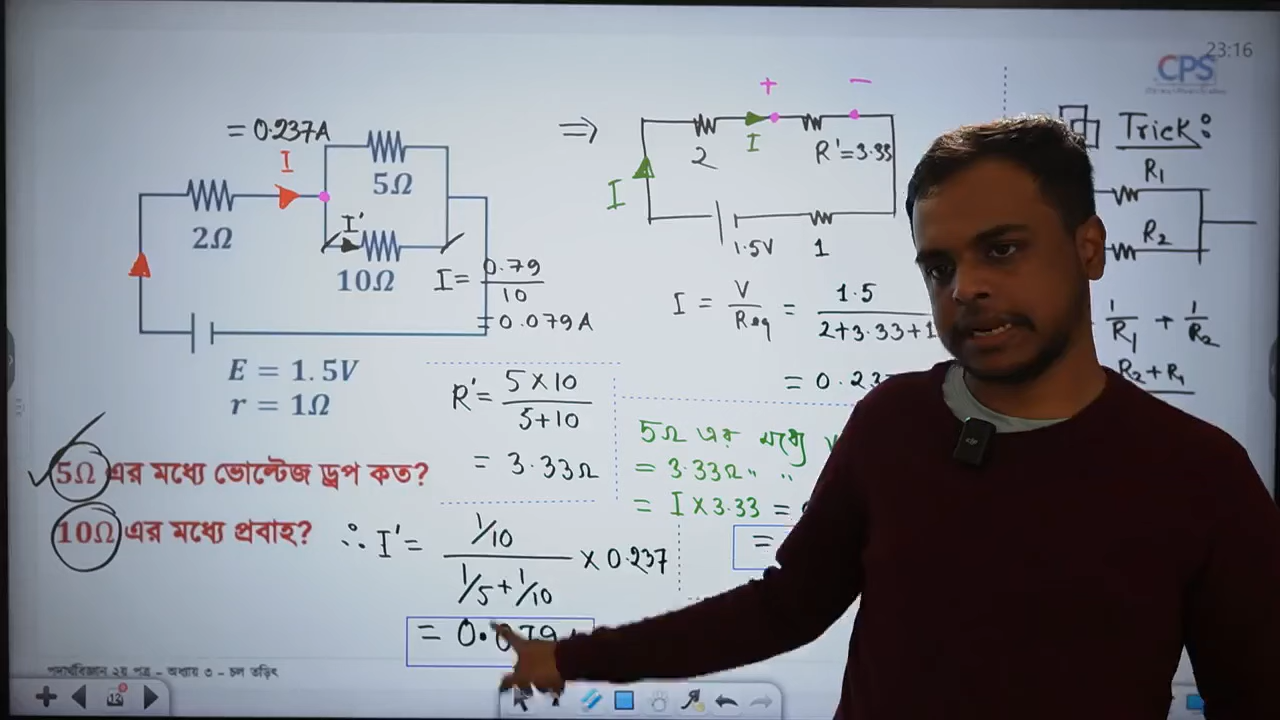 23:16
CPS
= 0.237A
I
5Ω
2Ω
I'
10Ω
I = 0.79/10
= 0.079A
E = 1.5V
r = 1Ω
⇒
+ −
2
I
R'=3.33
I
1.5V
1
I = V/Req = 1.5/2+3.33+1
= 0.23
Trick:
R1
R2
1/R1 + 1/R2
R2+R1
R' = 5×10/5+10
= 3.33Ω
5Ω এর মধ্যে
= 3.33Ω " "
= I×3.33 =
=
5Ω এর মধ্যে ভোল্টেজ ড্রপ কত?
10Ω এর মধ্যে প্রবাহ?
∴ I' = 1/10 / 1/5+1/10 × 0.237
= 0.079
পদার্থবিজ্ঞান ২য় পত্র - অধ্যায় ৩ - চল তড়িৎ
12